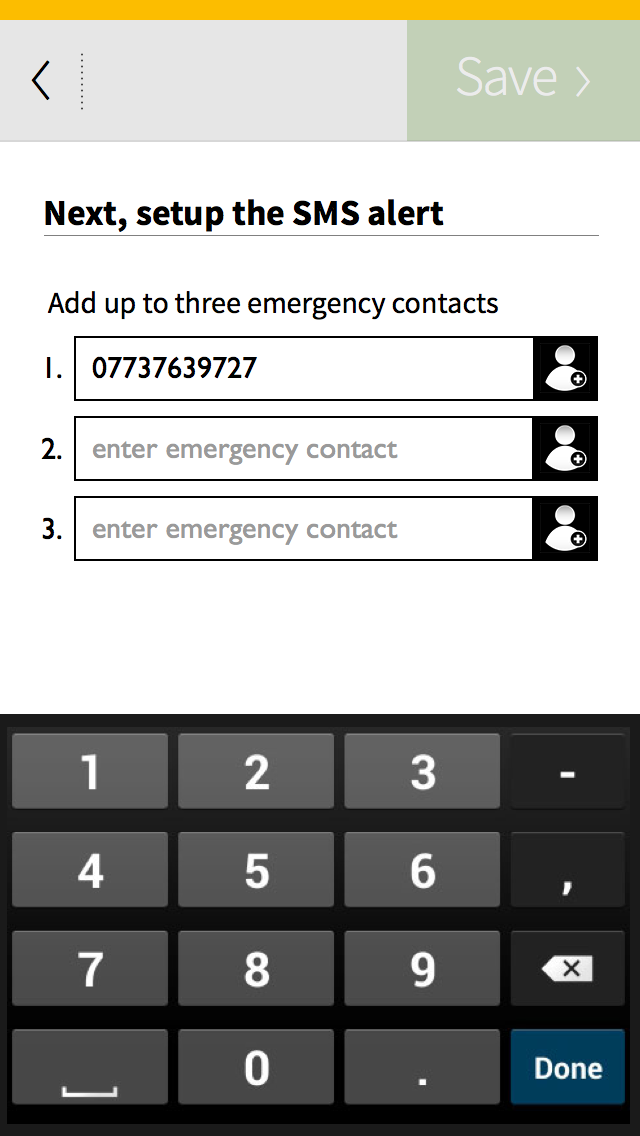 Save
Next, setup the SMS alert
Add up to three emergency contacts
1. 07737639727
2. enter emergency contact
3. enter emergency contact
1 2 3 -
4 5 6 ,
7 8 9
0 .
Done